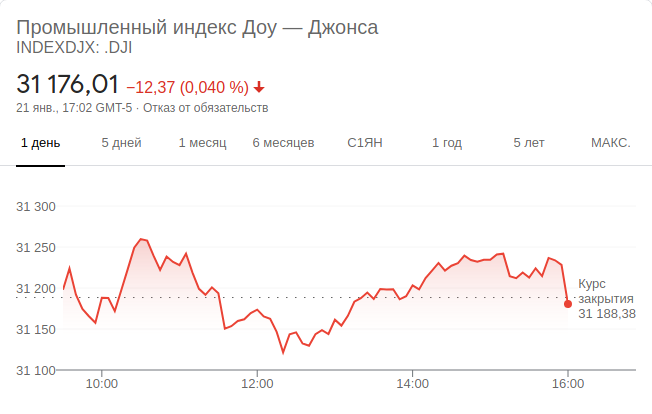 Промышленный индекс Доу — Джонса
INDEXDJX: .DJI
31 176,01 −12,37 (0,040 %)
21 янв., 17:02 GMT-5 · Отказ от обязательств
1 день 5 дней 1 месяц 6 месяцев С1ЯН 1 год 5 лет МАКС.
31 300
31 250
31 200
31 150
31 100
Курс
закрытия
31 188,38
10:00 12:00 14:00 16:00